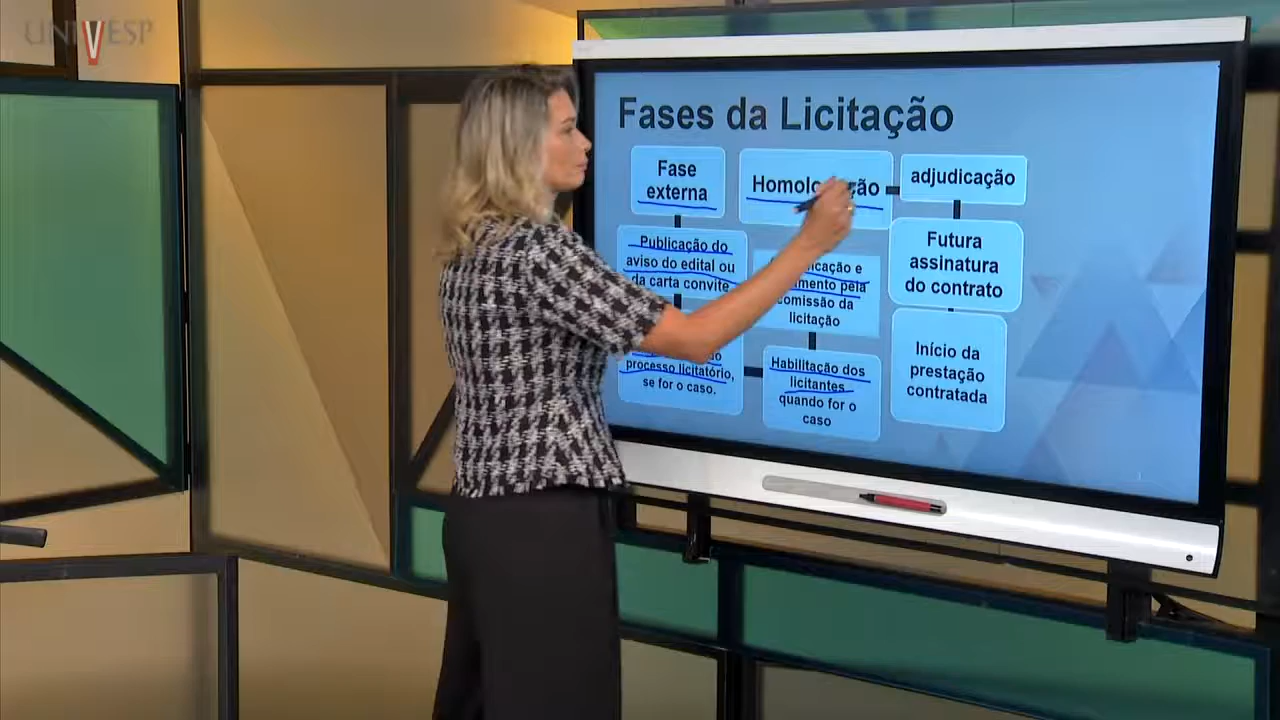 UNIVESP
Fases da Licitação
Fase
externa
Publicação do
aviso do edital ou
da carta convite
processo licitatório,
se for o caso.
Homologação
e
pela
comissão da
licitação
Habilitação dos
licitantes
quando for o
caso
adjudicação
Futura
assinatura
do contrato
Início da
prestação
contratada